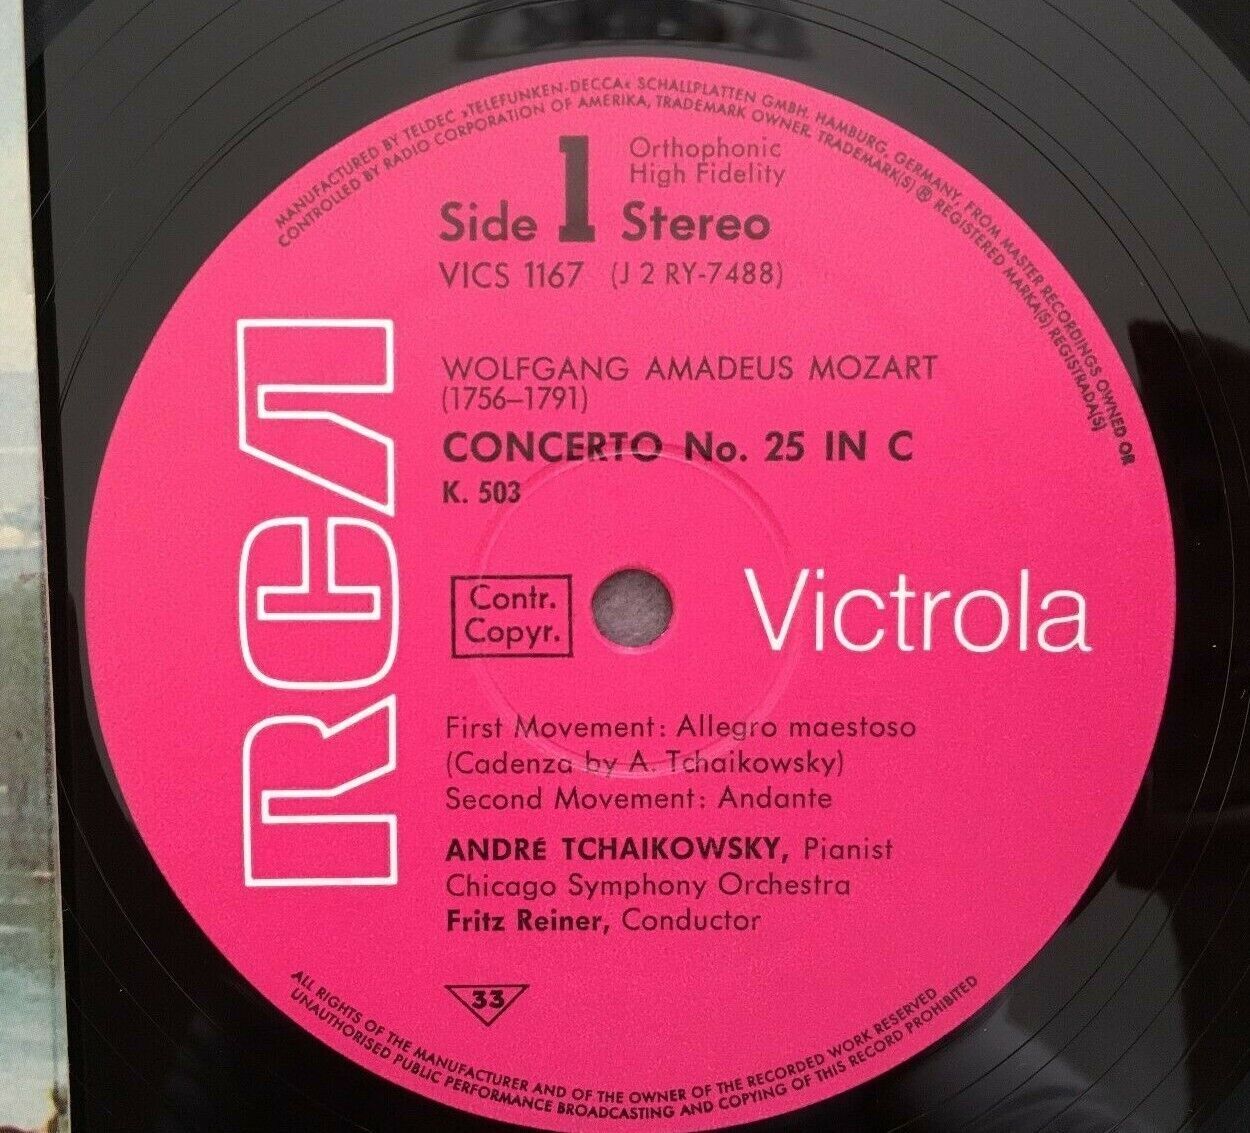 MANUFACTURED BY TELDEC »TELEFUNKEN-DECCA« SCHALLPLATTEN GMBH. HAMBURG, GERMANY, FROM MASTER RECORDINGS OWNED OR
CONTROLLED BY RADIO CORPORATION OF AMERIKA, TRADEMARK OWNER. TRADEMARK(S) ® REGISTERED MARKA(S) REGISTRADA(S)
Orthophonic
High Fidelity
Side 1 Stereo
VICS 1167 (J 2 RY-7488)
WOLFGANG AMADEUS MOZART
(1756–1791)
CONCERTO No. 25 IN C
K. 503
RCA
Contr.
Copyr.
Victrola
First Movement: Allegro maestoso
(Cadenza by A. Tchaikowsky)
Second Movement: Andante
ANDRÉ TCHAIKOWSKY, Pianist
Chicago Symphony Orchestra
Fritz Reiner, Conductor
33
ALL RIGHTS OF THE MANUFACTURER AND OF THE OWNER OF THE RECORDED WORK RESERVED
UNAUTHORISED PUBLIC PERFORMANCE BROADCASTING AND COPYING OF THIS RECORD PROHIBITED